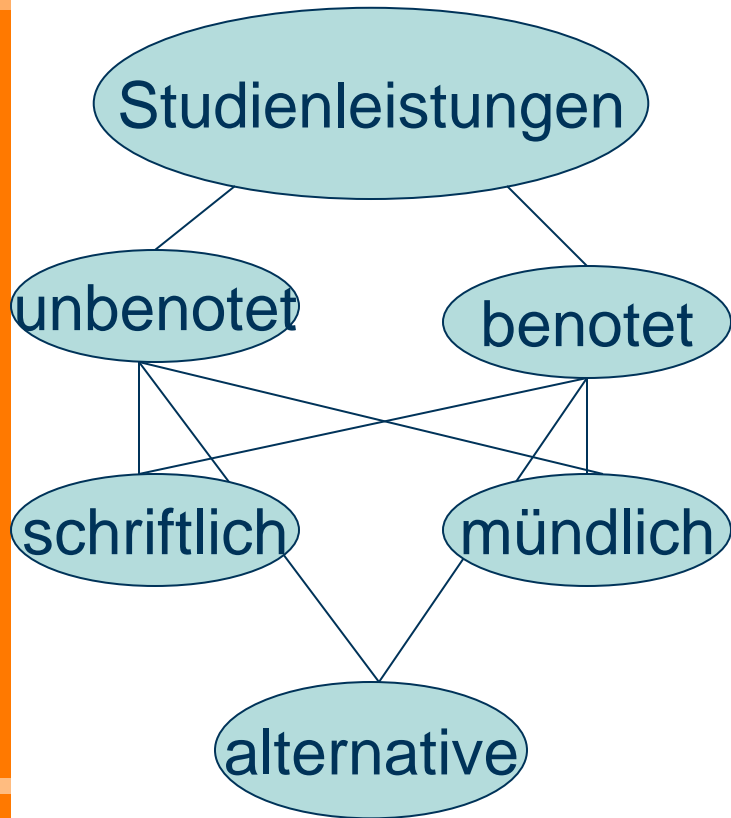 Studienleistungen
unbenotet
benotet
schriftlich
mündlich
alternative